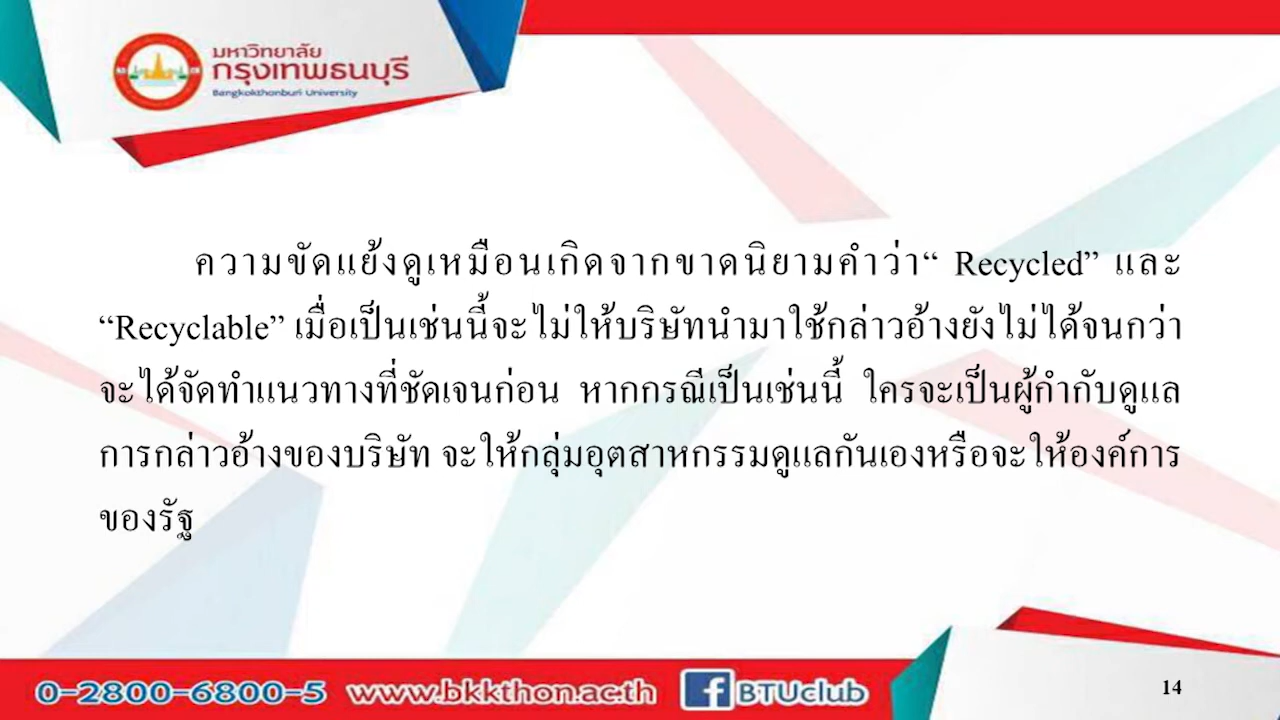 มหาวิทยาลัย
กรุงเทพธนบุรี
Bangkokthonburi University
ความขัดแย้งดูเหมือนเกิดจากขาดนิยามคำว่า“ Recycled” และ
“Recyclable” เมื่อเป็นเช่นนี้จะไม่ให้บริษัทนำมาใช้กล่าวอ้างยังไม่ได้จนกว่า
จะได้จัดทำแนวทางที่ชัดเจนก่อน หากกรณีเป็นเช่นนี้ ใครจะเป็นผู้กำกับดูแล
การกล่าวอ้างของบริษัท จะให้กลุ่มอุตสาหกรรมดูแลกันเองหรือจะให้องค์การ
ของรัฐ
0-2800-6800-5 www.bkkthon.ac.th f BTUclub
14